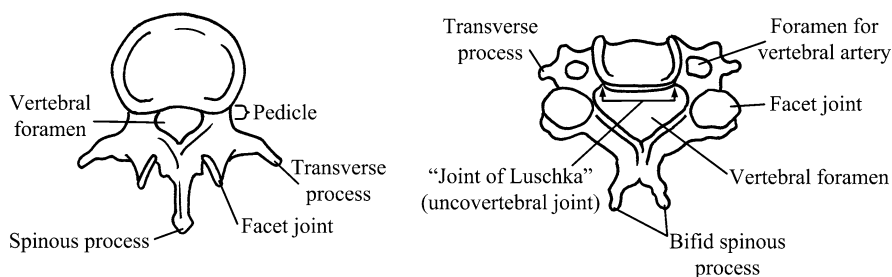 Vertebral
foramen
Pedicle
Transverse
process
Facet joint
Spinous process
Transverse
process
Foramen for
vertebral artery
Facet joint
"Joint of Luschka"
(uncovertebral joint)
Vertebral foramen
Bifid spinous
process